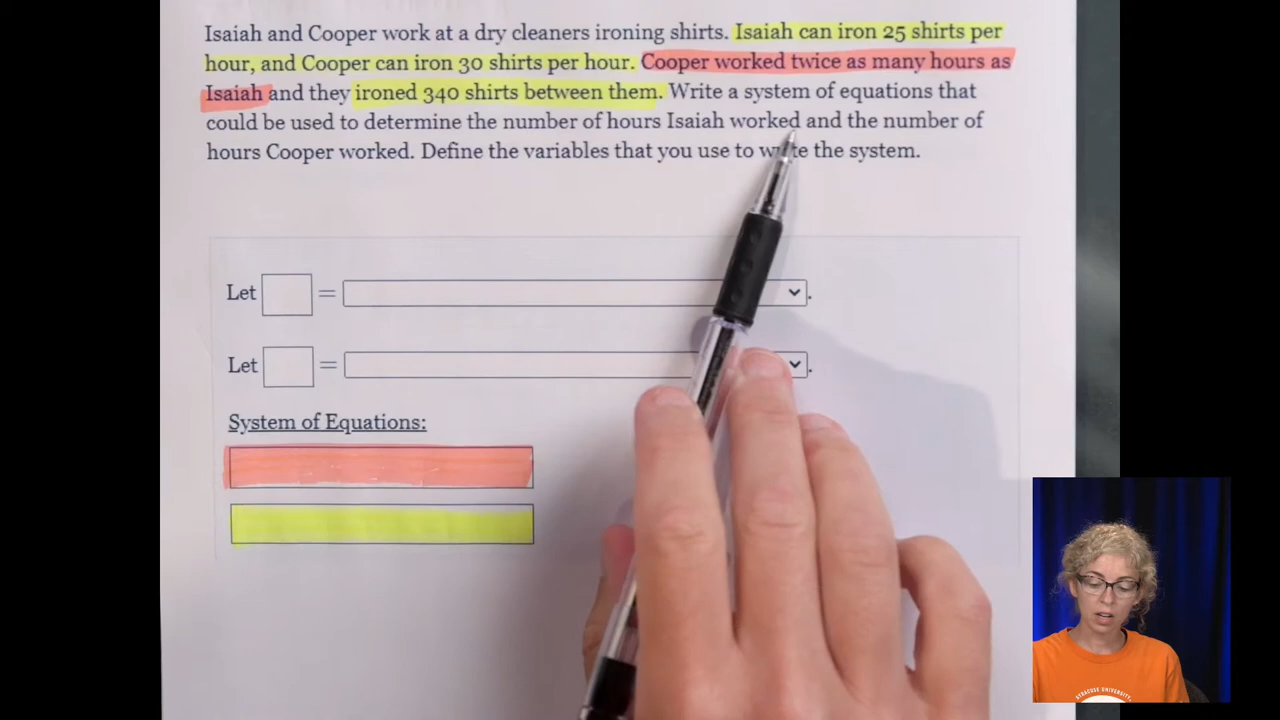 Isaiah and Cooper work at a dry cleaners ironing shirts. Isaiah can iron 25 shirts per
hour, and Cooper can iron 30 shirts per hour. Cooper worked twice as many hours as
Isaiah and they ironed 340 shirts between them. Write a system of equations that
could be used to determine the number of hours Isaiah worked and the number of
hours Cooper worked. Define the variables that you use to write the system.
Let =
.
Let =
.
System of Equations:
SYRACUSE UNIVERSITY